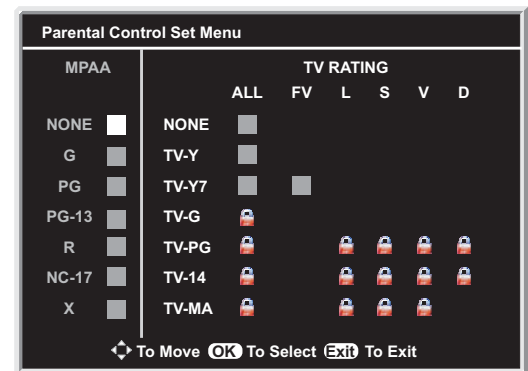 Parental Control Set Menu
MPAA TV RATING
ALL FV L S V D
NONE NONE
G TV-Y
PG TV-Y7
PG-13 TV-G
R TV-PG
NC-17 TV-14
X TV-MA
To Move OK To Select Exit To Exit